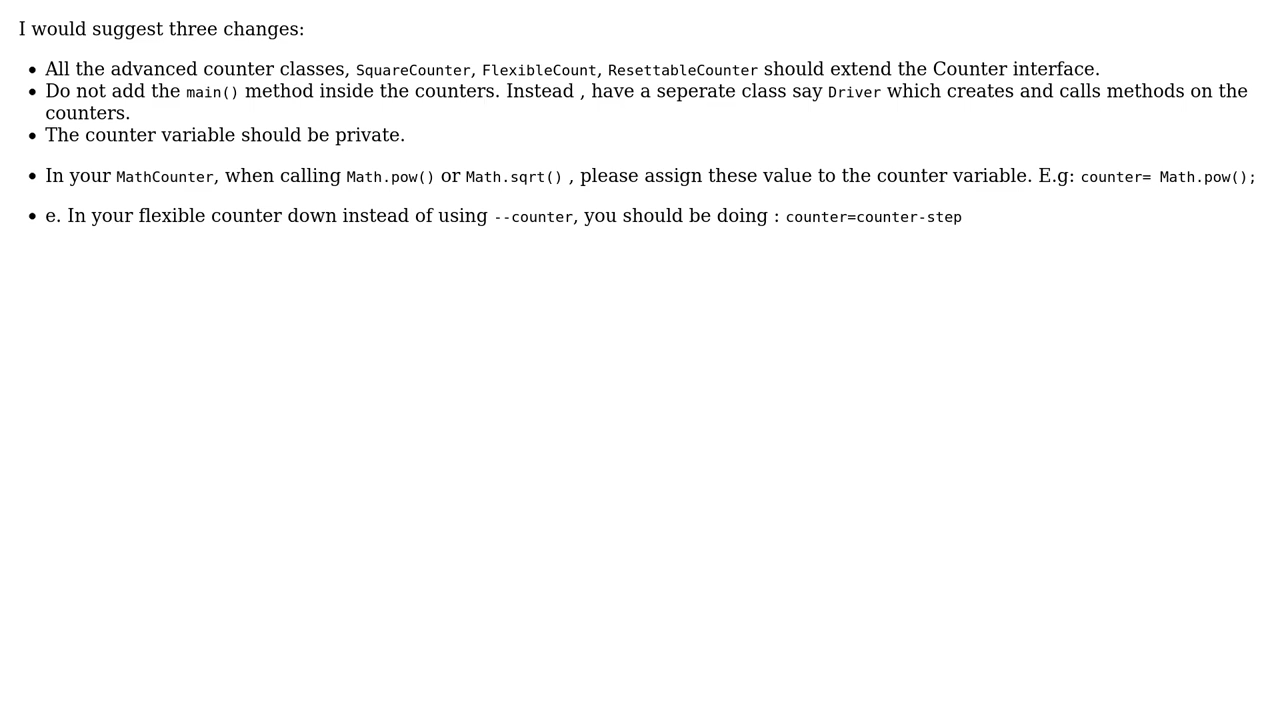 I would suggest three changes:
• All the advanced counter classes, SquareCounter, FlexibleCount, ResettableCounter should extend the Counter interface.
• Do not add the main() method inside the counters. Instead , have a seperate class say Driver which creates and calls methods on the
counters.
• The counter variable should be private.
• In your MathCounter, when calling Math.pow() or Math.sqrt() , please assign these value to the counter variable. E.g: counter= Math.pow();
• e. In your flexible counter down instead of using --counter, you should be doing : counter=counter-step